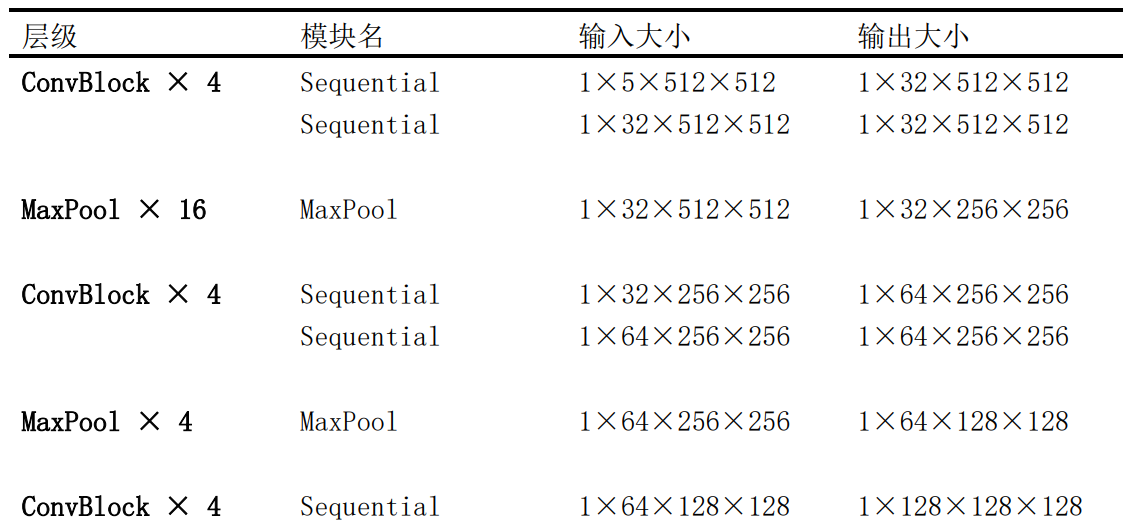 层级 模块名 输入大小 输出大小
ConvBlock × 4 Sequential 1×5×512×512 1×32×512×512
Sequential 1×32×512×512 1×32×512×512
MaxPool × 16 MaxPool 1×32×512×512 1×32×256×256
ConvBlock × 4 Sequential 1×32×256×256 1×64×256×256
Sequential 1×64×256×256 1×64×256×256
MaxPool × 4 MaxPool 1×64×256×256 1×64×128×128
ConvBlock × 4 Sequential 1×64×128×128 1×128×128×128